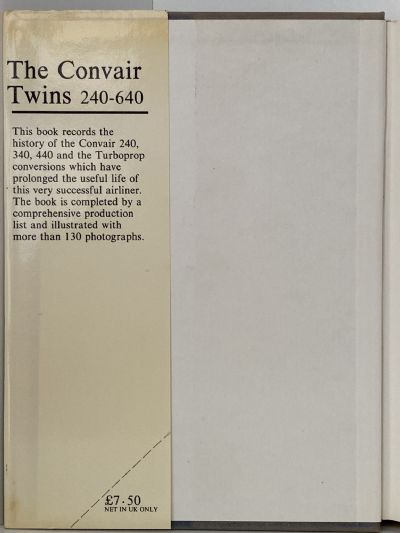 The Convair
Twins 240-640
This book records the
history of the Convair 240,
340, 440 and the Turboprop
conversions which have
prolonged the useful life of
this very successful airliner.
The book is completed by a
comprehensive production
list and illustrated with
more than 130 photographs.
£7·50
NET IN UK ONLY